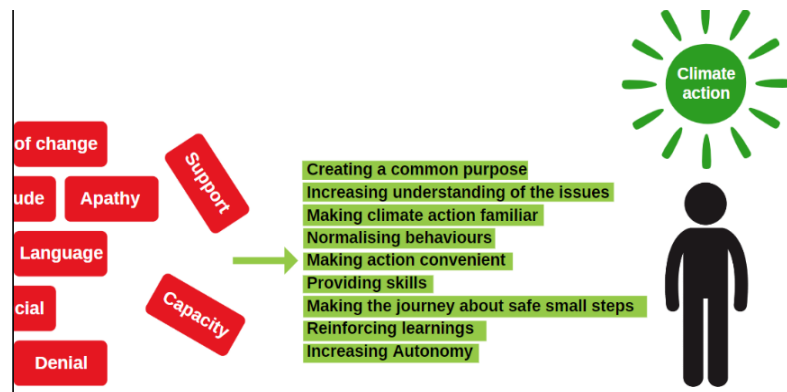 of change
ude
Apathy
Language
cial
Denial
Support
Capacity
Creating a common purpose
Increasing understanding of the issues
Making climate action familiar
Normalising behaviours
Making action convenient
Providing skills
Making the journey about safe small steps
Reinforcing learnings
Increasing Autonomy
Climate
action